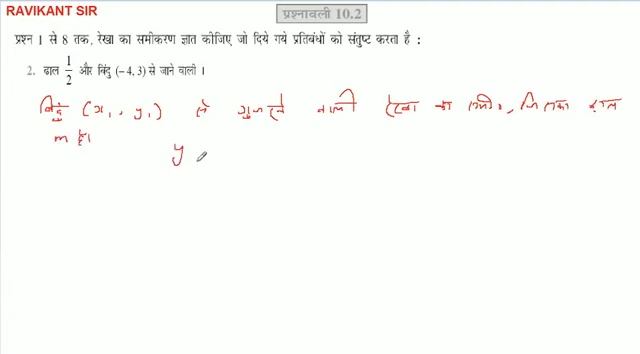 RAVIKANT SIR
प्रश्नावली 10.2
प्रश्न 1 से 8 तक, रेखा का समीकरण ज्ञात कीजिए जो दिये गये प्रतिबंधों को संतुष्ट करता है :
2. ढाल 1/2 और बिंदु (– 4, 3) से जाने वाली ।
बिंदु (x₁, y₁) से गुजरने वाली रेखा का समी॰, जिसका ढाल
m है।
y